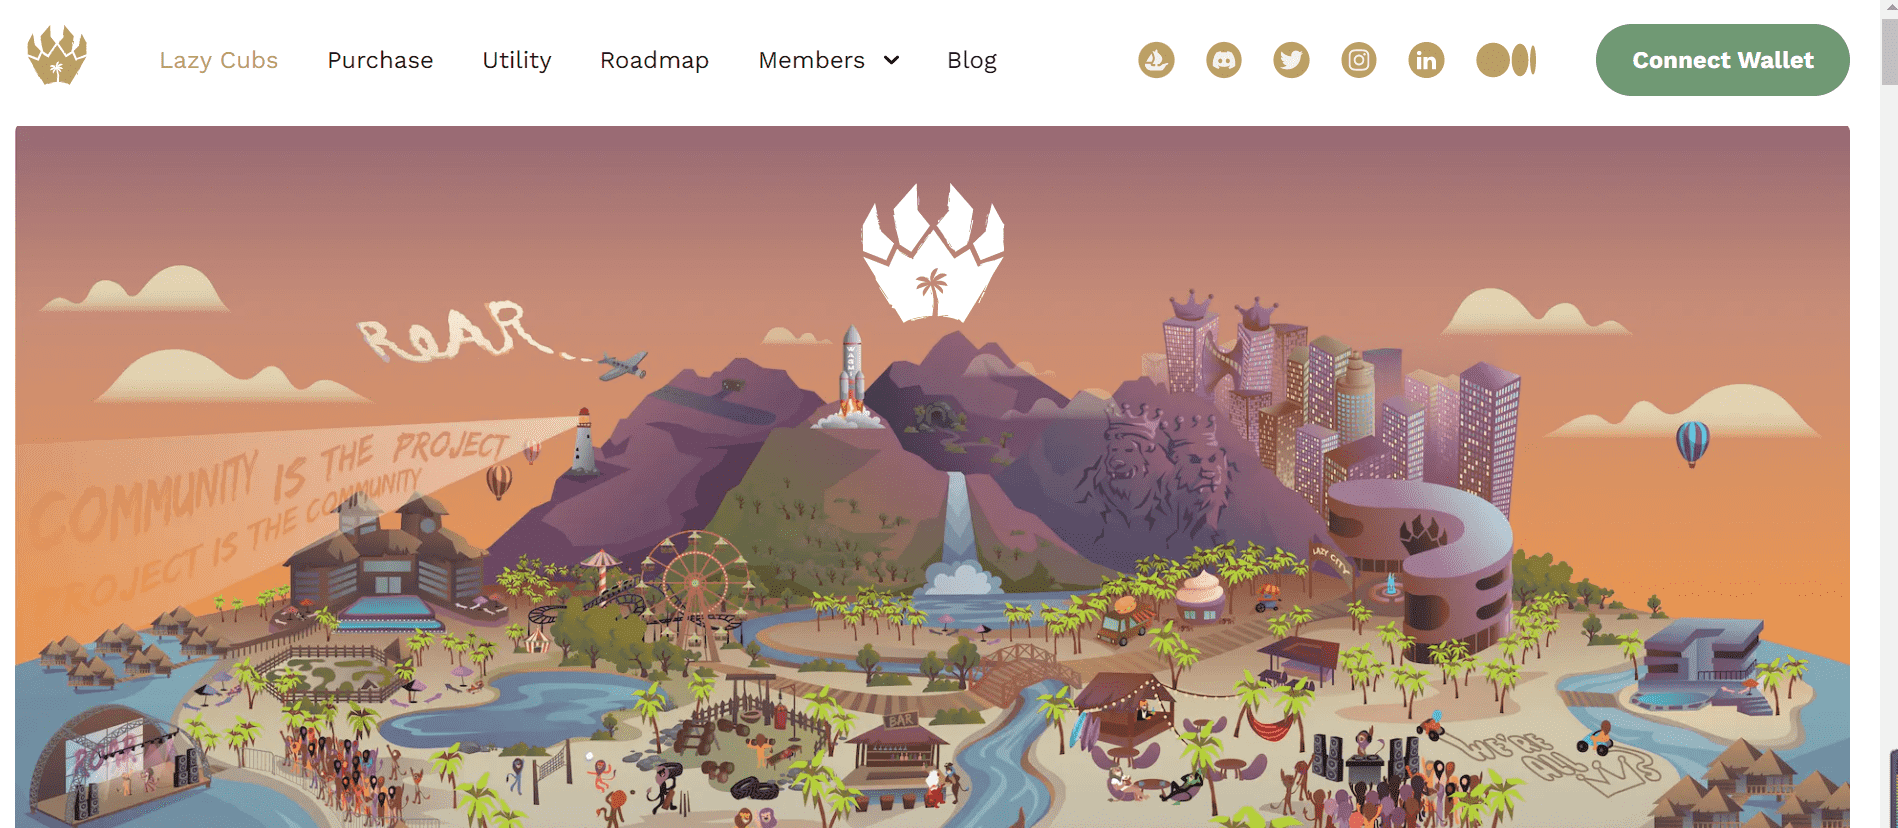 Lazy Cubs Purchase Utility Roadmap Members Blog Connect Wallet
ROAR
WAGMI
COMMUNITY IS THE PROJECT
PROJECT IS THE COMMUNITY
LAZY CITY
BAR
WE'RE
ALL